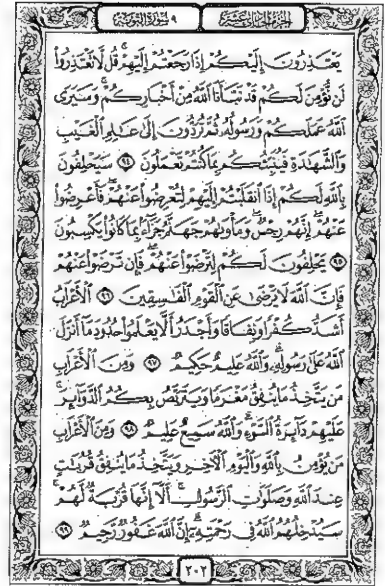 الجزء الحادي عشر ٩ سورة التوبة
يَعْتَذِرُونَ إِلَيْكُمْ إِذَا رَجَعْتُمْ إِلَيْهِمْ قُل لَّا تَعْتَذِرُوا۟
لَن نُّؤْمِنَ لَكُمْ قَدْ نَبَّأَنَا ٱللَّهُ مِنْ أَخْبَارِكُمْ وَسَيَرَى
ٱللَّهُ عَمَلَكُمْ وَرَسُولُهُۥ ثُمَّ تُرَدُّونَ إِلَىٰ عَٰلِمِ ٱلْغَيْبِ
وَٱلشَّهَٰدَةِ فَيُنَبِّئُكُم بِمَا كُنتُمْ تَعْمَلُونَ ٩٤ سَيَحْلِفُونَ
بِٱللَّهِ لَكُمْ إِذَا ٱنقَلَبْتُمْ إِلَيْهِمْ لِتُعْرِضُوا۟ عَنْهُمْ فَأَعْرِضُوا۟
عَنْهُمْ إِنَّهُمْ رِجْسٌ وَمَأْوَىٰهُمْ جَهَنَّمُ جَزَآءًۢ بِمَا كَانُوا۟ يَكْسِبُونَ
٩٥ يَحْلِفُونَ لَكُمْ لِتَرْضَوْا۟ عَنْهُمْ فَإِن تَرْضَوْا۟ عَنْهُمْ
فَإِنَّ ٱللَّهَ لَا يَرْضَىٰ عَنِ ٱلْقَوْمِ ٱلْفَٰسِقِينَ ٩٦ ٱلْأَعْرَابُ
أَشَدُّ كُفْرًا وَنِفَاقًا وَأَجْدَرُ أَلَّا يَعْلَمُوا۟ حُدُودَ مَآ أَنزَلَ
ٱللَّهُ عَلَىٰ رَسُولِهِۦ وَٱللَّهُ عَلِيمٌ حَكِيمٌ ٩٧ وَمِنَ ٱلْأَعْرَابِ
مَن يَتَّخِذُ مَا يُنفِقُ مَغْرَمًا وَيَتَرَبَّصُ بِكُمُ ٱلدَّوَآئِرَ
عَلَيْهِمْ دَآئِرَةُ ٱلسَّوْءِ وَٱللَّهُ سَمِيعٌ عَلِيمٌ ٩٨ وَمِنَ ٱلْأَعْرَابِ
مَن يُؤْمِنُ بِٱللَّهِ وَٱلْيَوْمِ ٱلْءَاخِرِ وَيَتَّخِذُ مَا يُنفِقُ قُرُبَٰتٍ
عِندَ ٱللَّهِ وَصَلَوَٰتِ ٱلرَّسُولِ أَلَآ إِنَّهَا قُرْبَةٌ لَّهُمْ
سَيُدْخِلُهُمُ ٱللَّهُ فِى رَحْمَتِهِۦٓ إِنَّ ٱللَّهَ غَفُورٌ رَّحِيمٌ ٩٩
٢٠٢